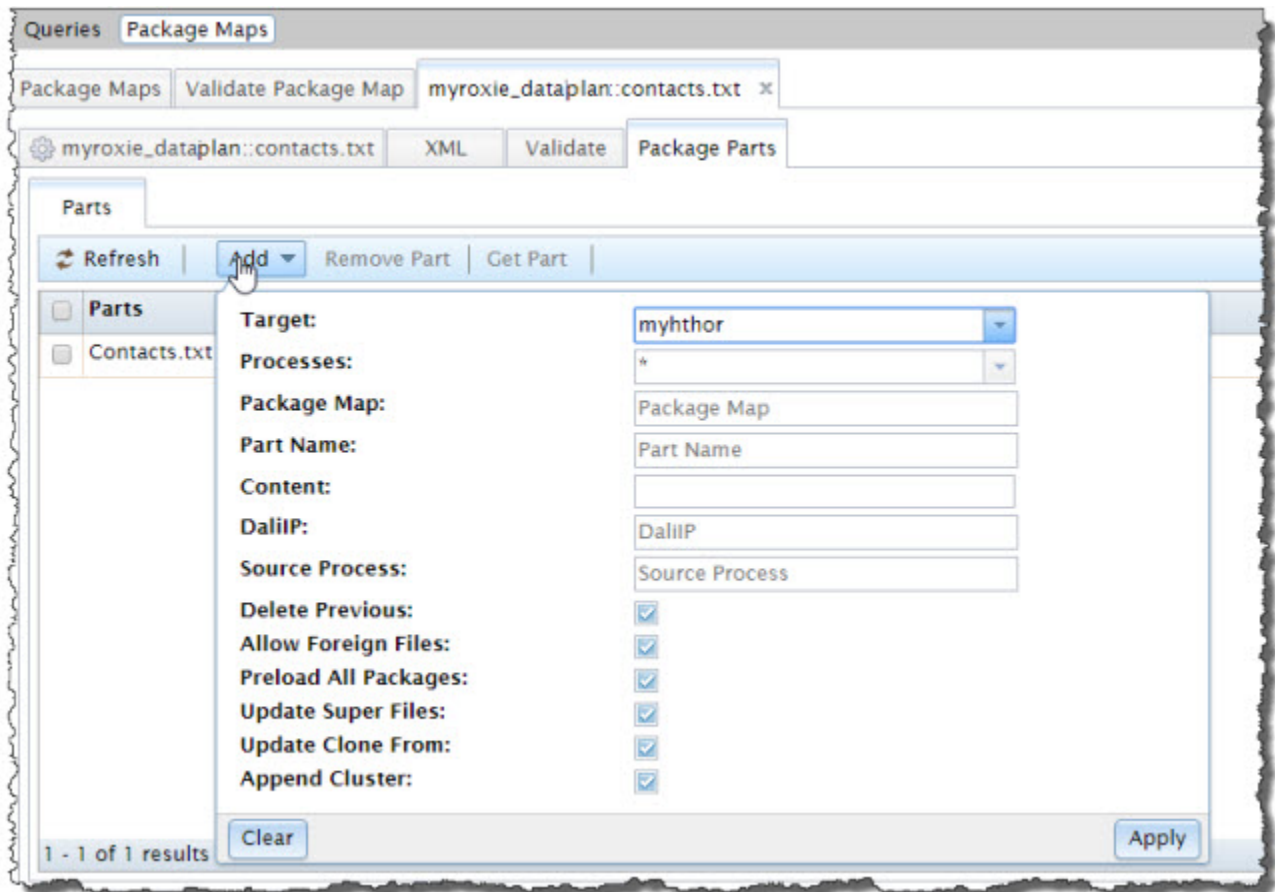 Queries Package Maps
Package Maps Validate Package Map myroxie_dataplan::contacts.txt x
myroxie_dataplan::contacts.txt XML Validate Package Parts
Parts
Refresh Add Remove Part Get Part
Parts
Contacts.txt
Target: myhthor
Processes: *
Package Map: Package Map
Part Name: Part Name
Content:
DaliIP: DaliIP
Source Process: Source Process
Delete Previous:
Allow Foreign Files:
Preload All Packages:
Update Super Files:
Update Clone From:
Append Cluster:
Clear Apply
1 - 1 of 1 results